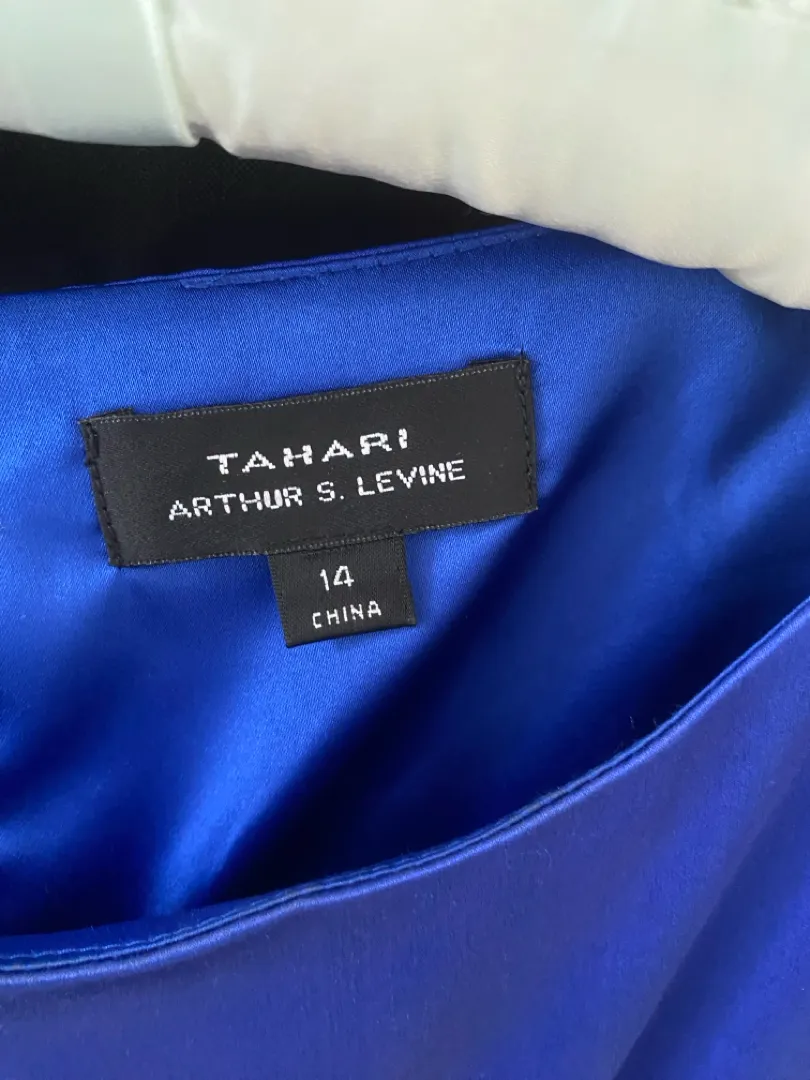 TAHARI
ARTHUR S. LEVINE
14
CHINA